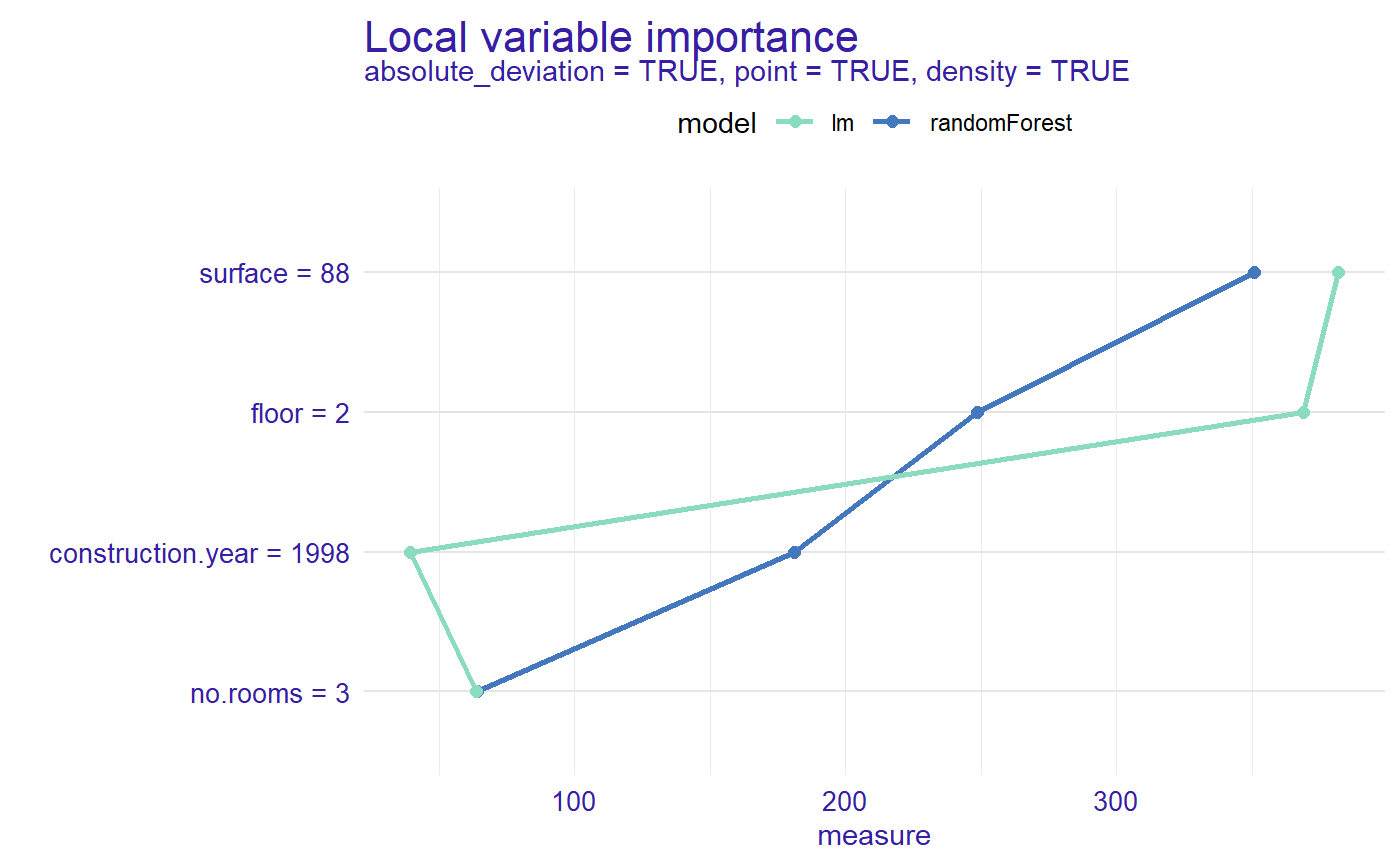 Local variable importance
absolute_deviation = TRUE, point = TRUE, density = TRUE
model lm randomForest
surface = 88
floor = 2
construction.year = 1998
no.rooms = 3
100 200 300
measure